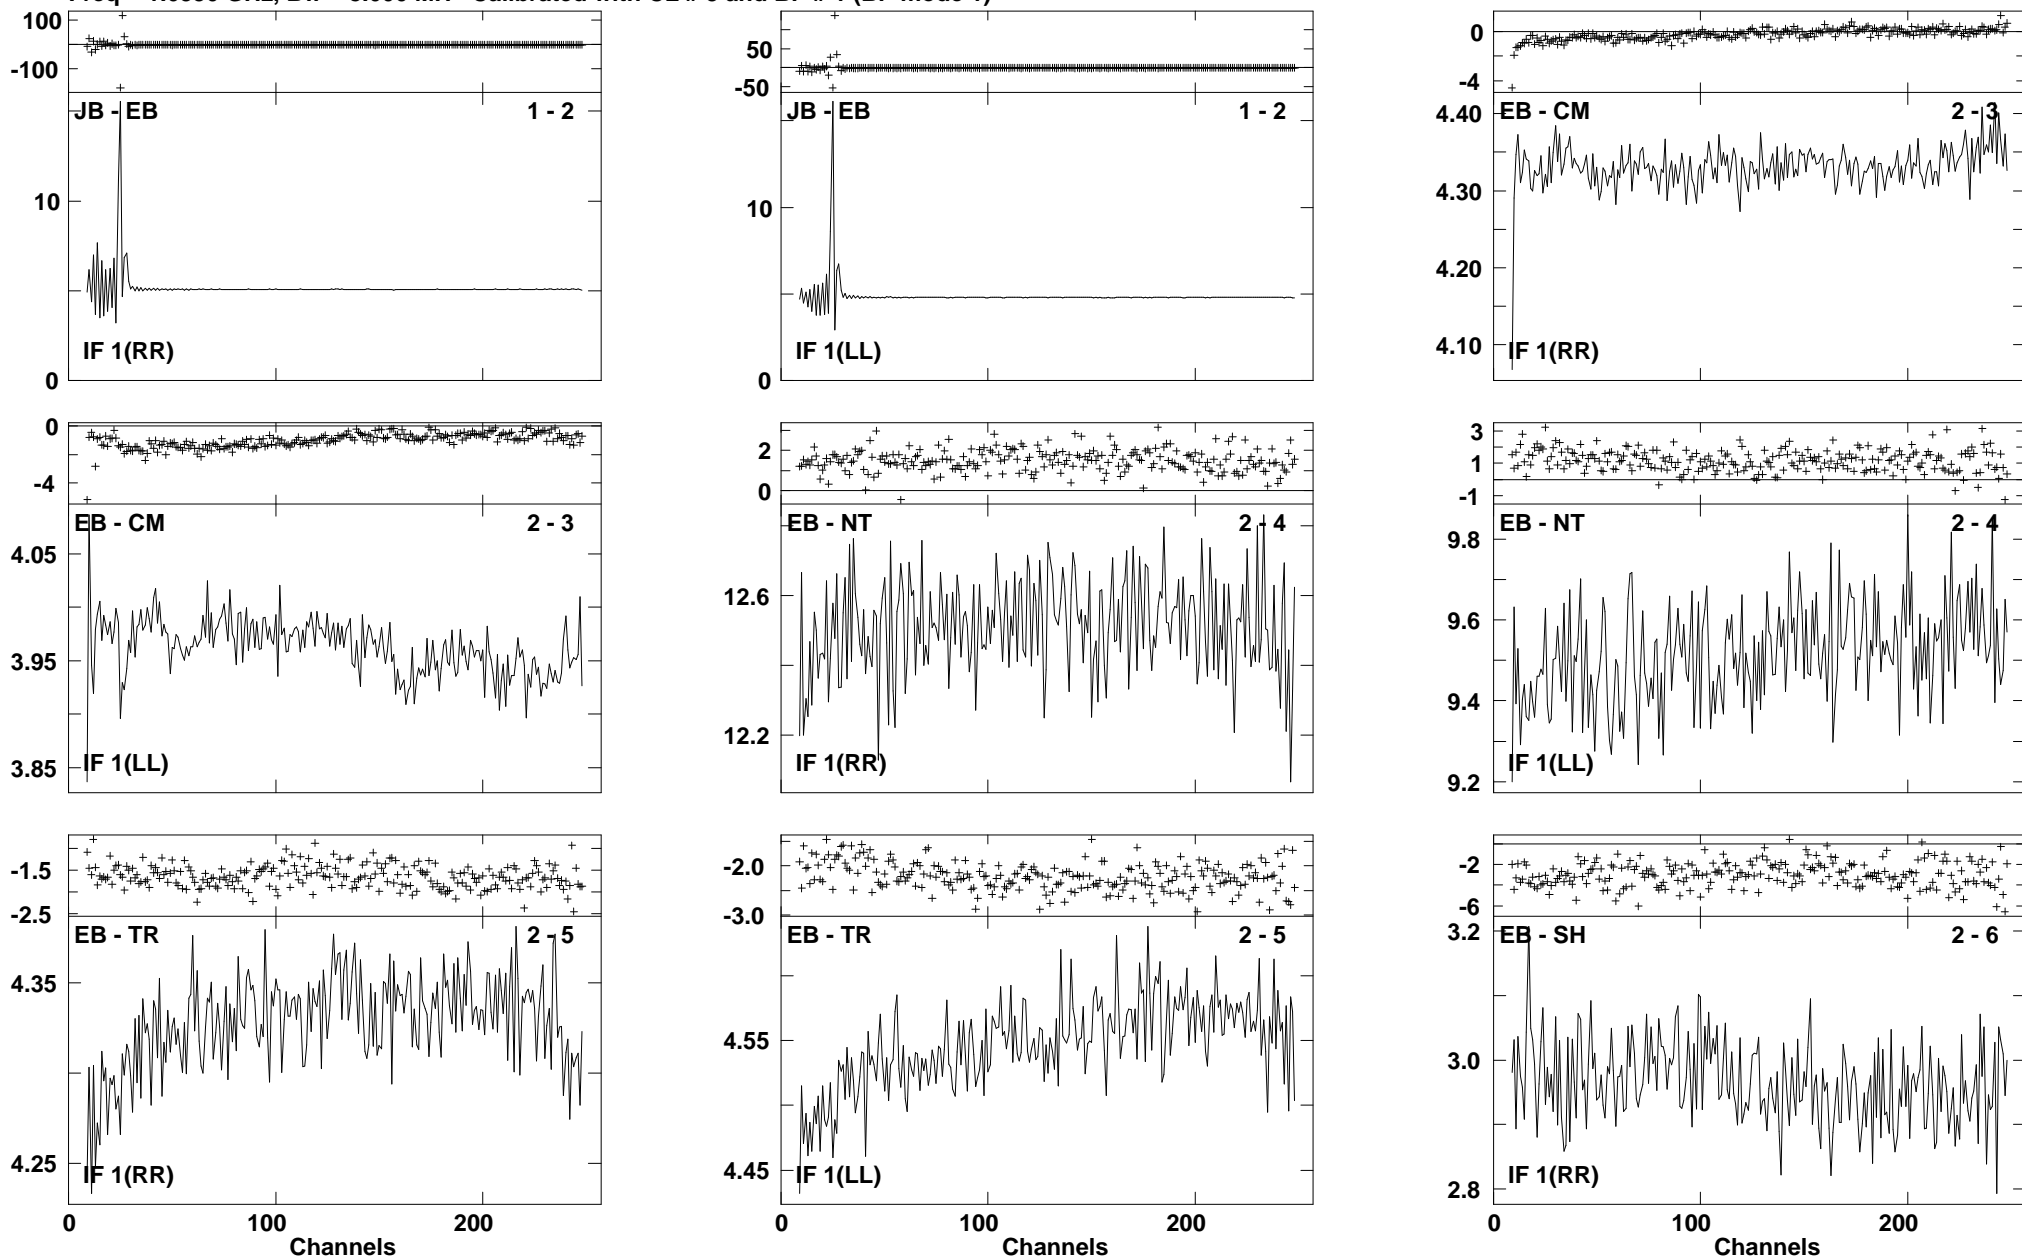 100
-100
JB - EB 1 - 2
10
0
IF 1(RR)
50
-50
JB - EB 1 - 2
10
0
IF 1(LL)
0
-4
EB - CM 2 - 3
4.40
4.30
4.20
4.10
IF 1(RR)
0
-4
EB - CM 2 - 3
4.05
3.95
3.85
IF 1(LL)
2
0
EB - NT 2 - 4
12.6
12.2
IF 1(RR)
3
1
-1
EB - NT 2 - 4
9.8
9.6
9.4
9.2
IF 1(LL)
-1.5
-2.5
EB - TR 2 - 5
4.35
4.25
IF 1(RR)
0 100 200
Channels
-2.0
-3.0
EB - TR 2 - 5
4.55
4.45
IF 1(LL)
0 100 200
Channels
-2
-6
EB - SH 2 - 6
3.2
3.0
2.8
IF 1(RR)
0 100 200
Channels